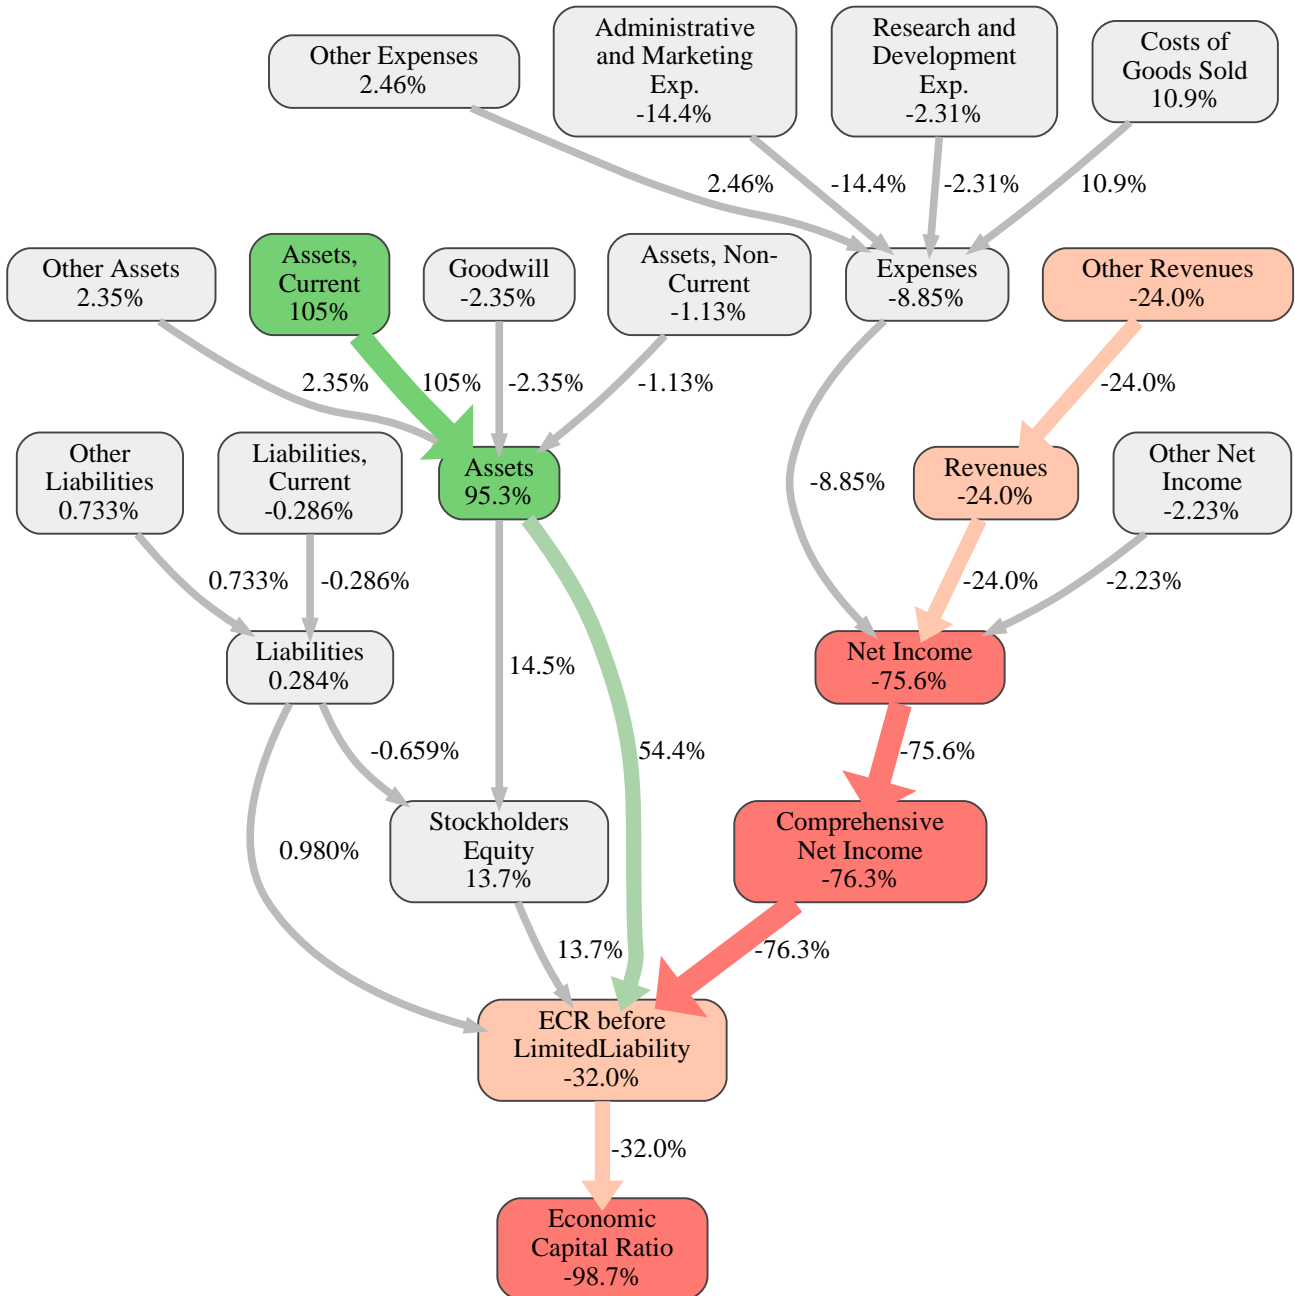 Other Expenses
2.46%
Administrative
and Marketing
Exp.
-14.4%
Research and
Development
Exp.
-2.31%
Costs of
Goods Sold
10.9%
2.46%
-14.4%
-2.31%
10.9%
Other Assets
2.35%
Assets,
Current
105%
Goodwill
-2.35%
Assets, Non-
Current
-1.13%
Expenses
-8.85%
Other Revenues
-24.0%
2.35%
105%
-2.35%
-1.13%
-24.0%
Other
Liabilities
0.733%
Liabilities,
Current
-0.286%
Assets
95.3%
-8.85%
Revenues
-24.0%
Other Net
Income
-2.23%
0.733%
-0.286%
-24.0%
-2.23%
Liabilities
0.284%
14.5%
Net Income
-75.6%
-0.659%
54.4%
-75.6%
0.980%
Stockholders
Equity
13.7%
Comprehensive
Net Income
-76.3%
13.7%
-76.3%
ECR before
LimitedLiability
-32.0%
-32.0%
Economic
Capital Ratio
-98.7%